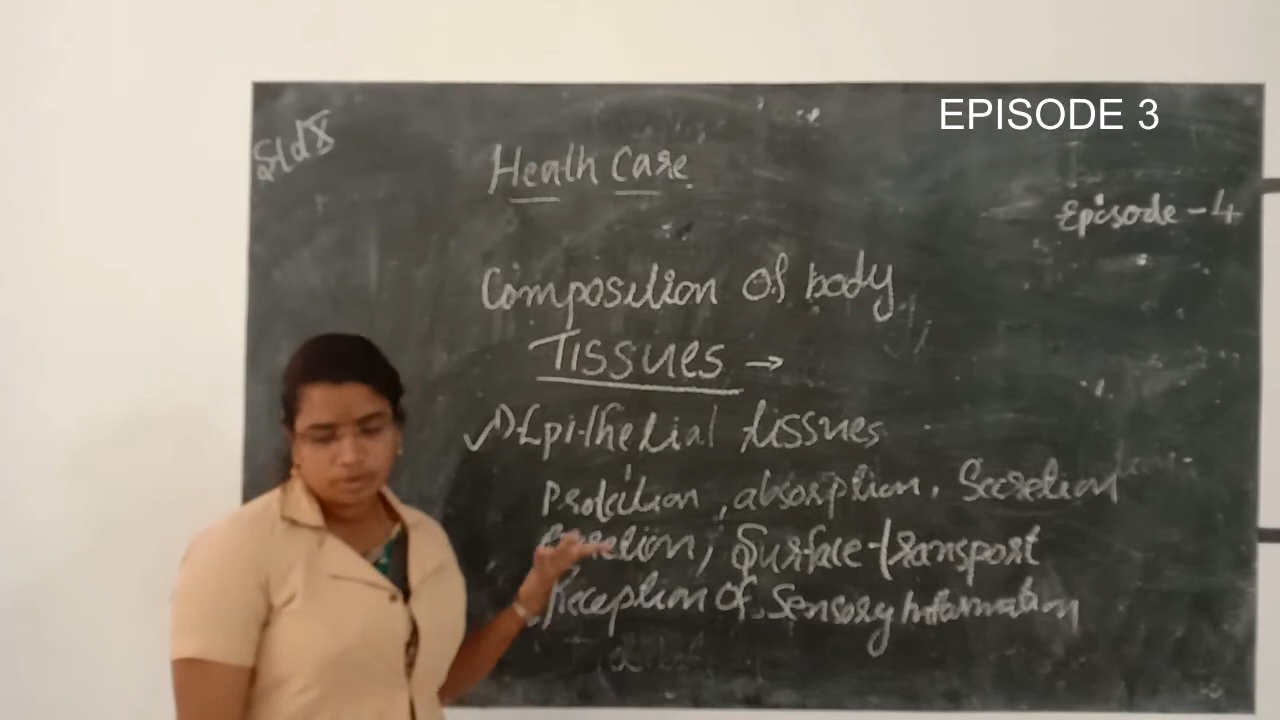 EPISODE 3
Std X
Health Care
Episode - 4
Composition of body
Tissues →
✓1) Epithelial tissues
Protection, absorption, Secretion
Surface transport
Reception of Sensory Information